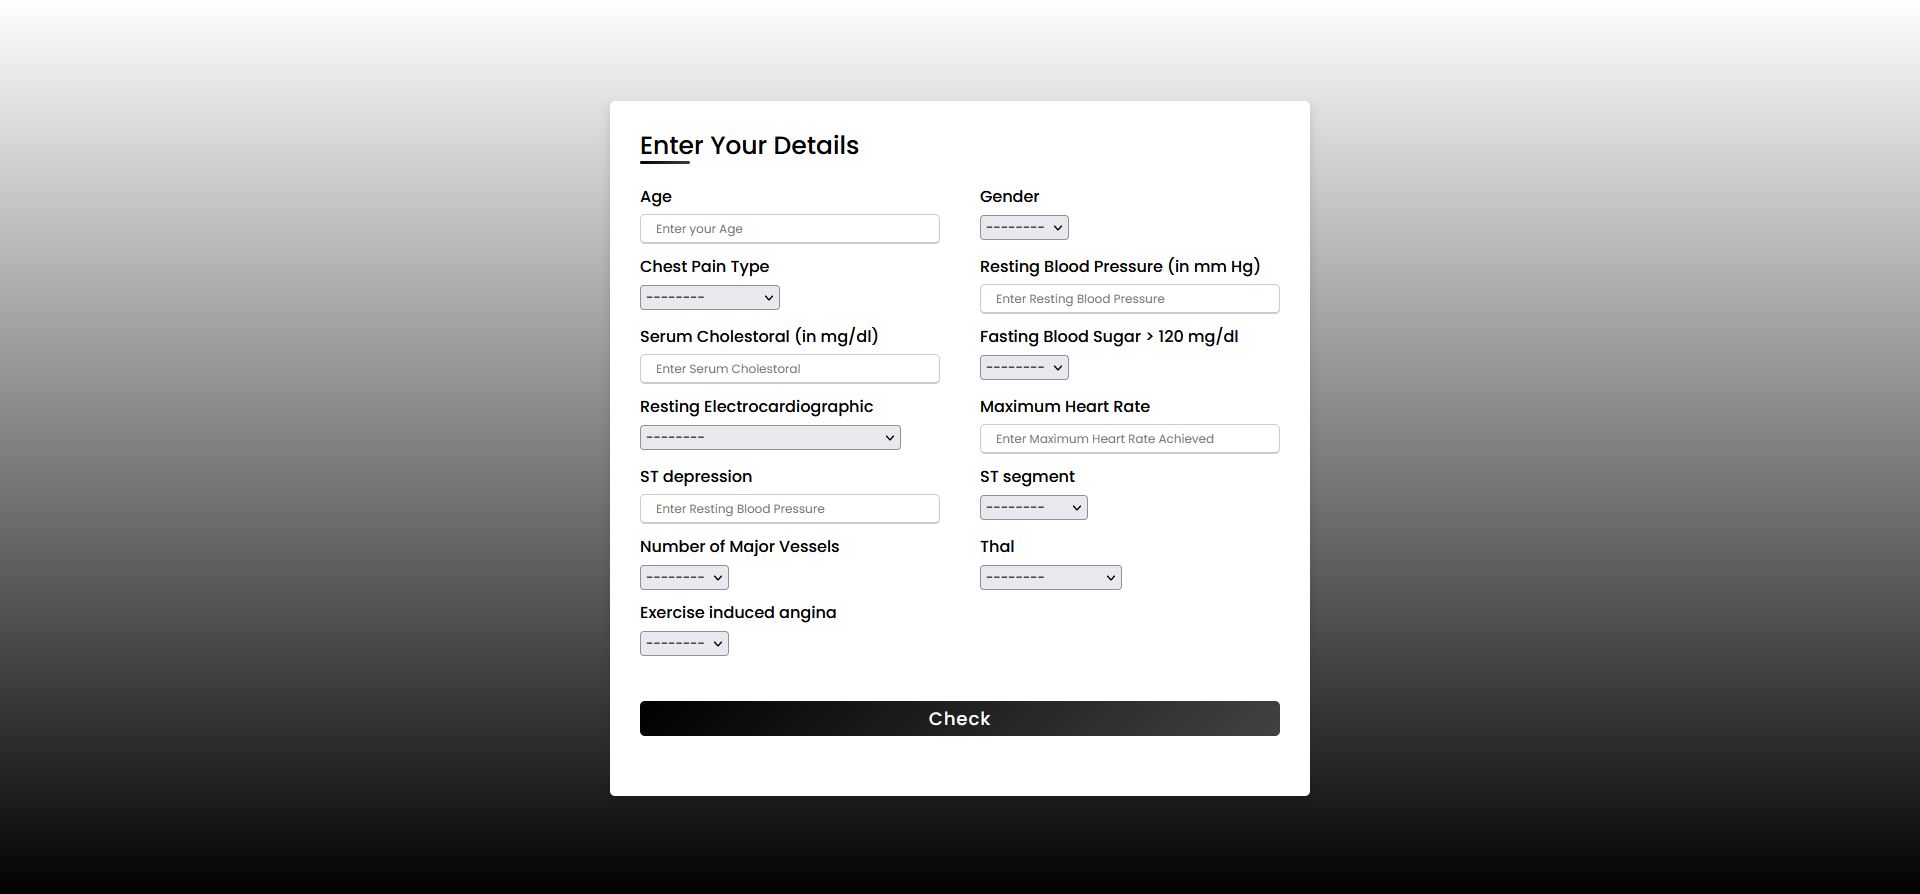 Enter Your Details
Age
Enter your Age
Gender
--------
Chest Pain Type
--------
Resting Blood Pressure (in mm Hg)
Enter Resting Blood Pressure
Serum Cholestoral (in mg/dl)
Enter Serum Cholestoral
Fasting Blood Sugar > 120 mg/dl
--------
Resting Electrocardiographic
--------
Maximum Heart Rate
Enter Maximum Heart Rate Achieved
ST depression
Enter Resting Blood Pressure
ST segment
--------
Number of Major Vessels
--------
Thal
--------
Exercise induced angina
--------
Check